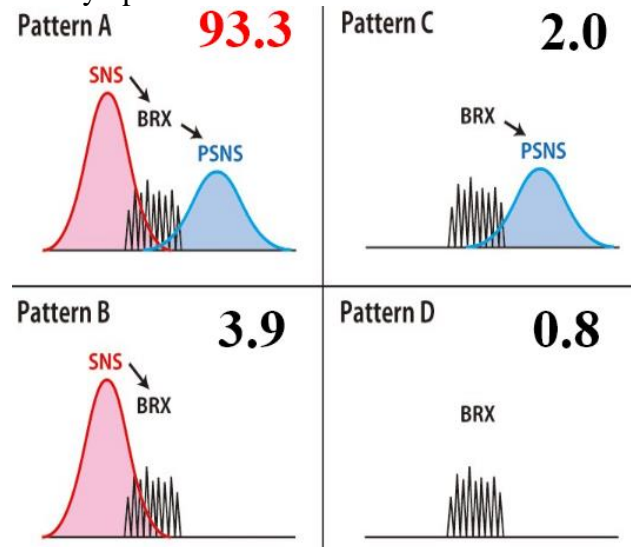 Pattern A 93.3
SNS
BRX
PSNS
Pattern C 2.0
BRX
PSNS
Pattern B 3.9
SNS
BRX
Pattern D 0.8
BRX